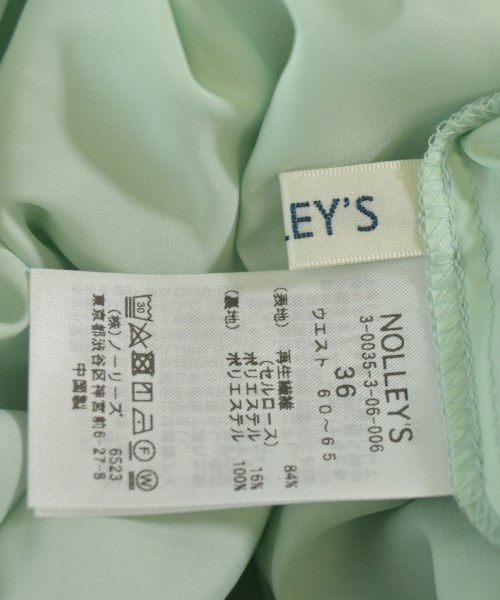 LEY'S
NOLLEY'S
3-0035-3-06-006
36
ウエスト 60～65
(表地) 再生繊維
(セルロース) 84%
ポリエステル 16%
(裏地) ポリエステル 100%
30
F W
(株)ノーリーズ 6523
東京都渋谷区神宮前6-27-8
中国製